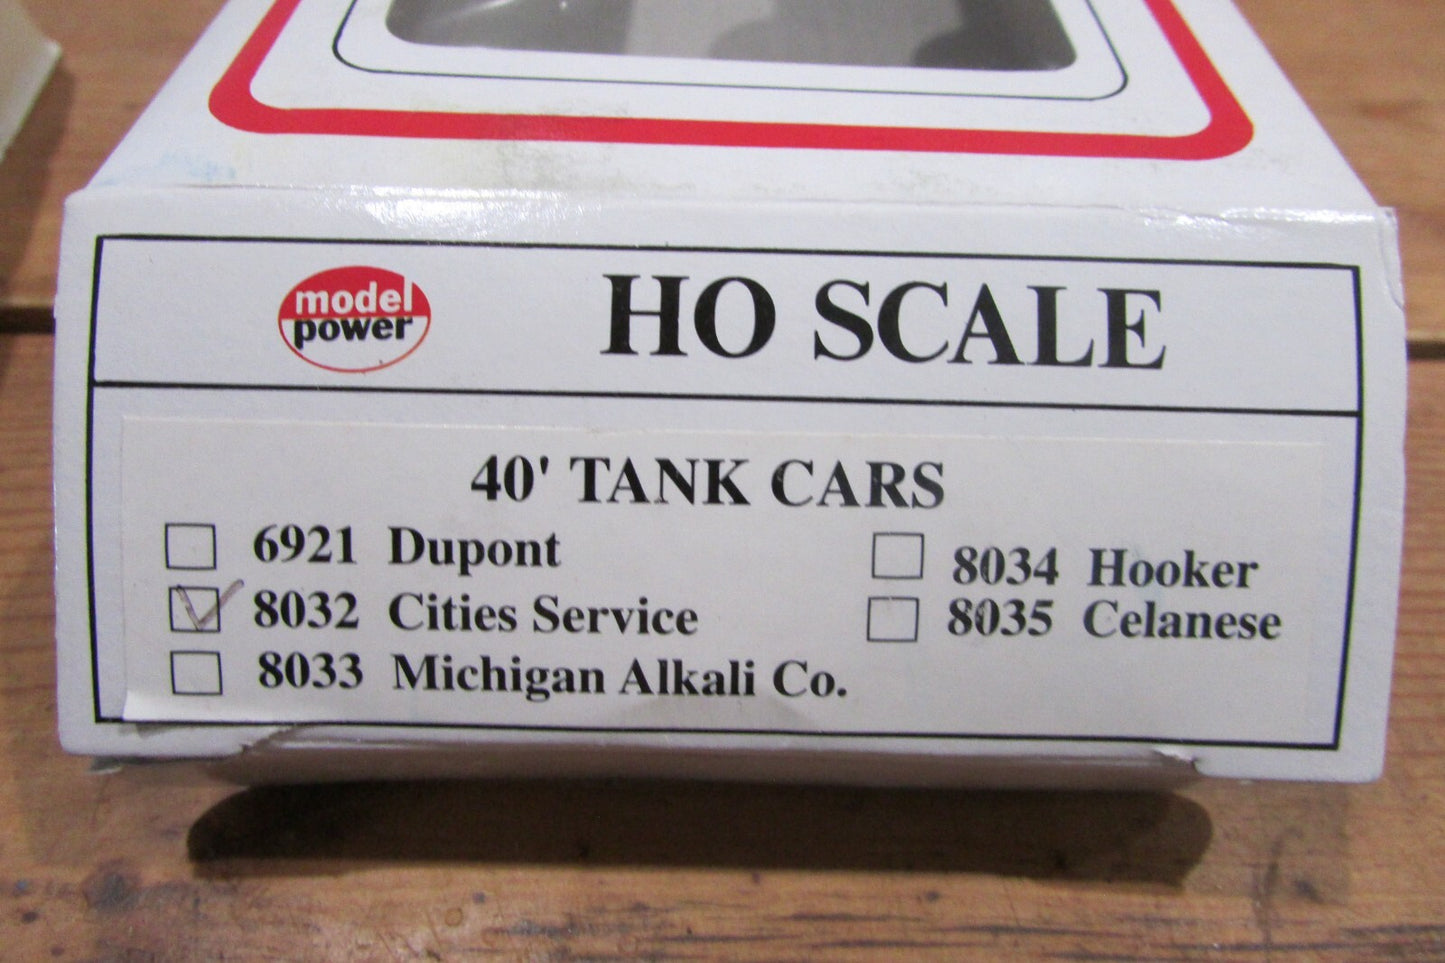 model
power
HO SCALE
40' TANK CARS
6921 Dupont
8032 Cities Service
8033 Michigan Alkali Co.
8034 Hooker
8035 Celanese